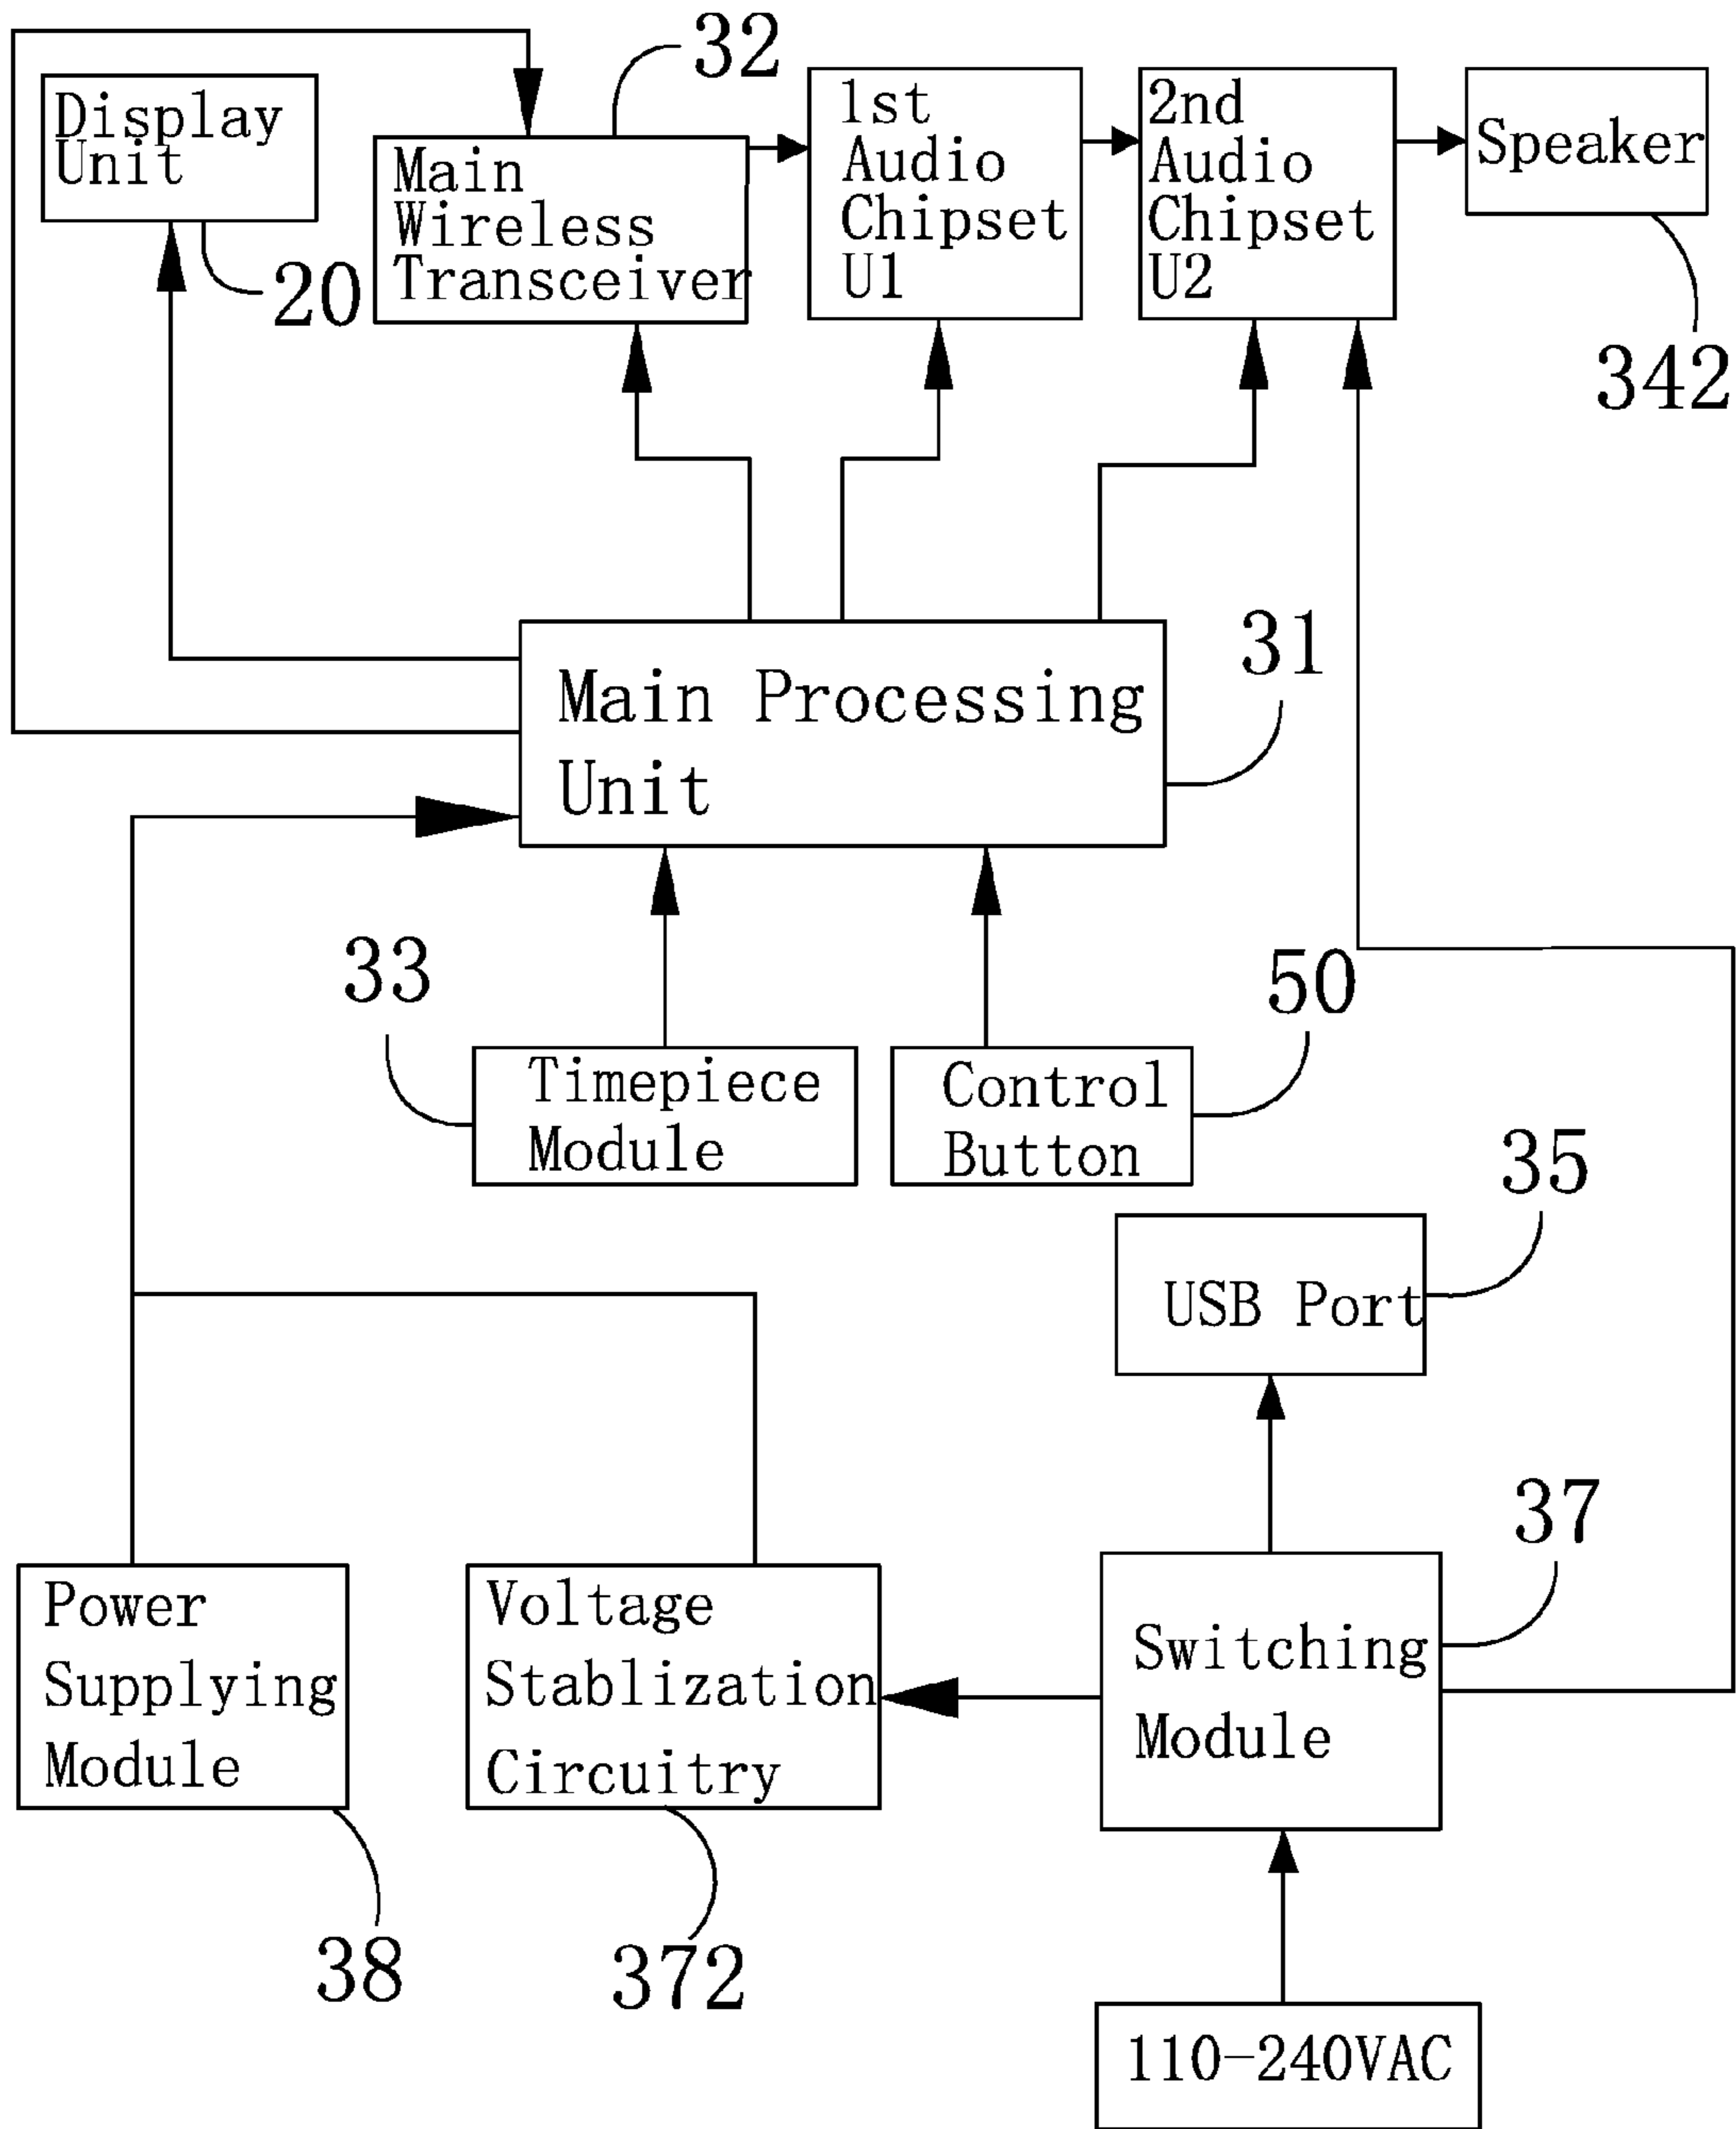 32
Display
Unit
20
Main
Wireless
Transceiver
1st
Audio
Chipset
U1
2nd
Audio
Chipset
U2
Speaker
342
Main Processing
Unit
31
33
Timepiece
Module
50
Control
Button
35
USB Port
37
Power
Supplying
Module
38
Voltage
Stablization
Circuitry
372
Switching
Module
110-240VAC